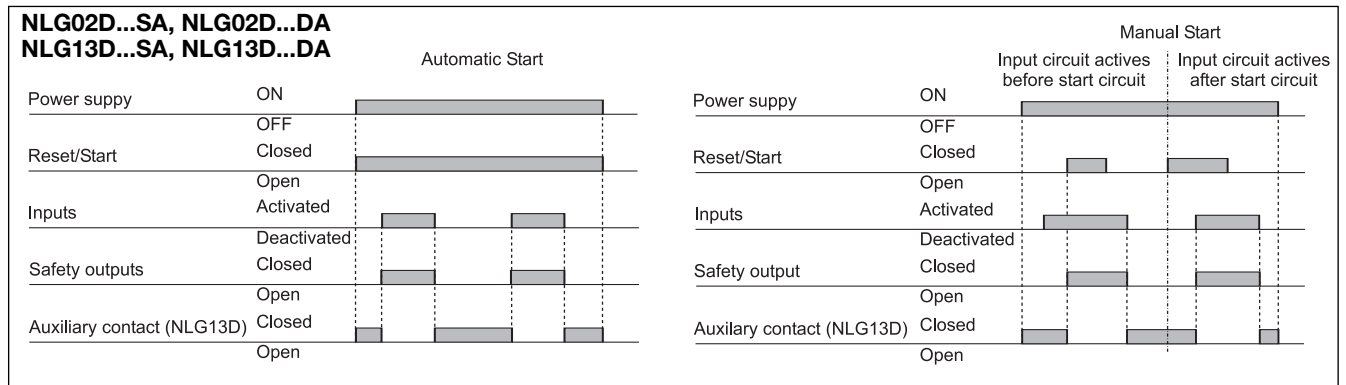 NLG02D...SA, NLG02D...DA
NLG13D...SA, NLG13D...DA
Automatic Start
Power suppy
ON
OFF
Reset/Start
Closed
Open
Inputs
Activated
Deactivated
Safety outputs
Closed
Open
Auxiliary contact (NLG13D)
Closed
Open
Manual Start
Input circuit actives
before start circuit
Input circuit actives
after start circuit
Power suppy
ON
OFF
Reset/Start
Closed
Open
Inputs
Activated
Deactivated
Safety output
Closed
Open
Auxilary contact (NLG13D)
Closed
Open